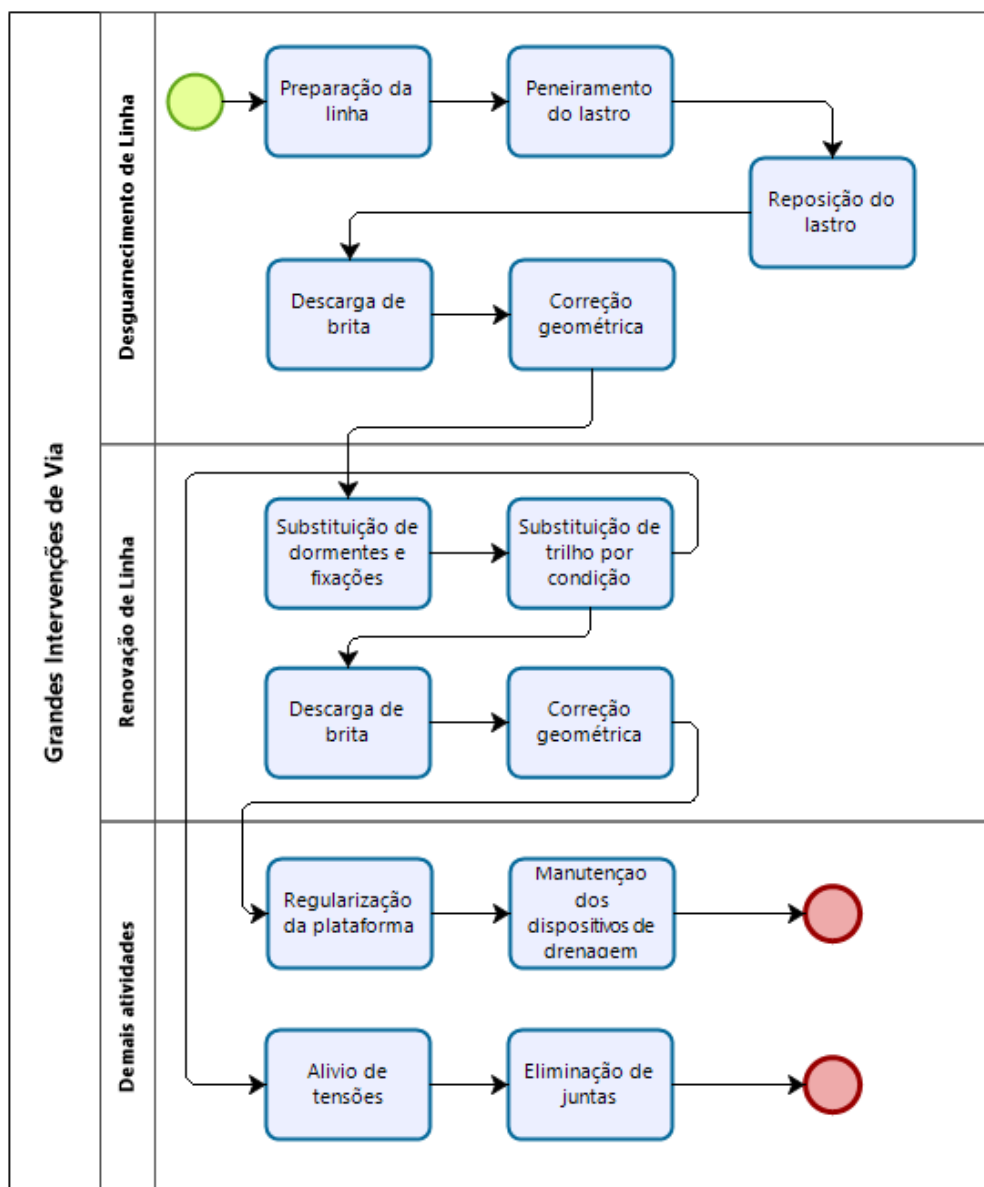 Grandes Intervenções de Via
Desguarnecimento de Linha
Preparação da
linha
Peneiramento
do lastro
Reposição do
lastro
Descarga de
brita
Correção
geométrica
Renovação de Linha
Substituição de
dormentes e
fixações
Substituição de
trilho por
condição
Descarga de
brita
Correção
geométrica
Demais atividades
Regularização
da plataforma
Manutenção
dos
dispositivos de
drenagem
Alivio de
tensões
Eliminação de
juntas